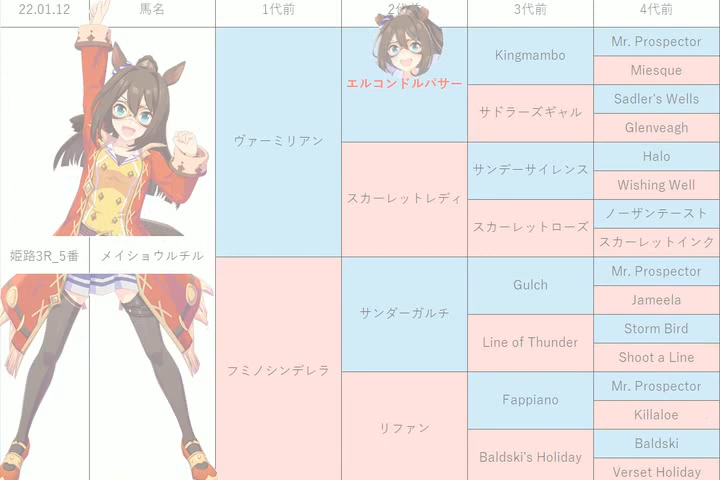 22.01.12 馬名 1代前 2代前 3代前 4代前
姫路3R_5番 メイショウルチル
ヴァーミリアン
フミノシンデレラ
エルコンドルパサー
スカーレットレディ
サンダーガルチ
リファン
Kingmambo
サドラーズギャル
サンデーサイレンス
スカーレットローズ
Gulch
Line of Thunder
Fappiano
Baldski's Holiday
Mr. Prospector
Miesque
Sadler's Wells
Glenveagh
Halo
Wishing Well
ノーザンテースト
スカーレットインク
Mr. Prospector
Jameela
Storm Bird
Shoot a Line
Mr. Prospector
Killaloe
Baldski
Verset Holiday